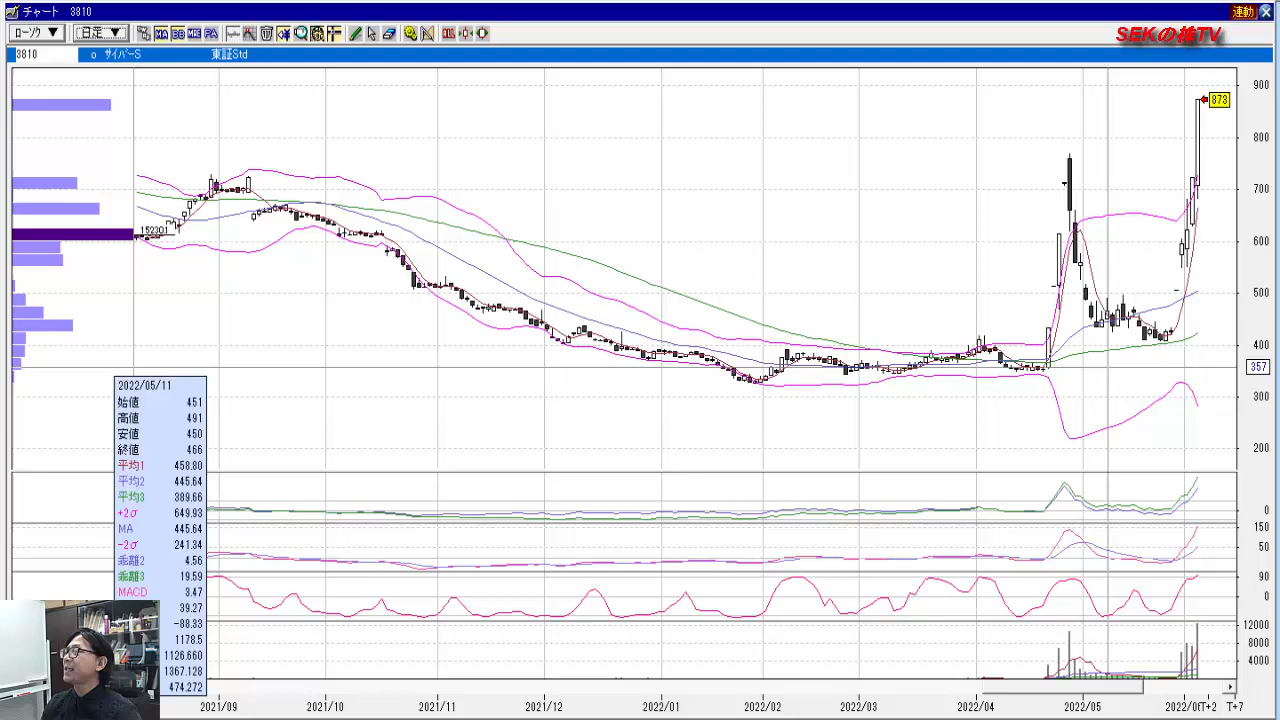 チャート 3810
連動
ローソク ▼ 日足 ▼ MA BB
SEKの株TV
3810 o サイバーS 東証Std
900
873
800
700
15230.1
600
500
400
357
300
200
2022/05/11
始値 451
高値 491
安値 450
終値 466
平均1 458.80
平均2 445.64
平均3 389.66
+2σ 649.93
MA 445.64
-2σ 241.34
乖離2 4.56
乖離3 19.59
MACD 3.47
39.27
-88.33
1178.5
1126.660
1367.128
474.272
0
150
50
90
0
12000
8000
4000
2021/09 2021/10 2021/11 2021/12 2022/01 2022/02 2022/03 2022/04 2022/05 T+2 T+7